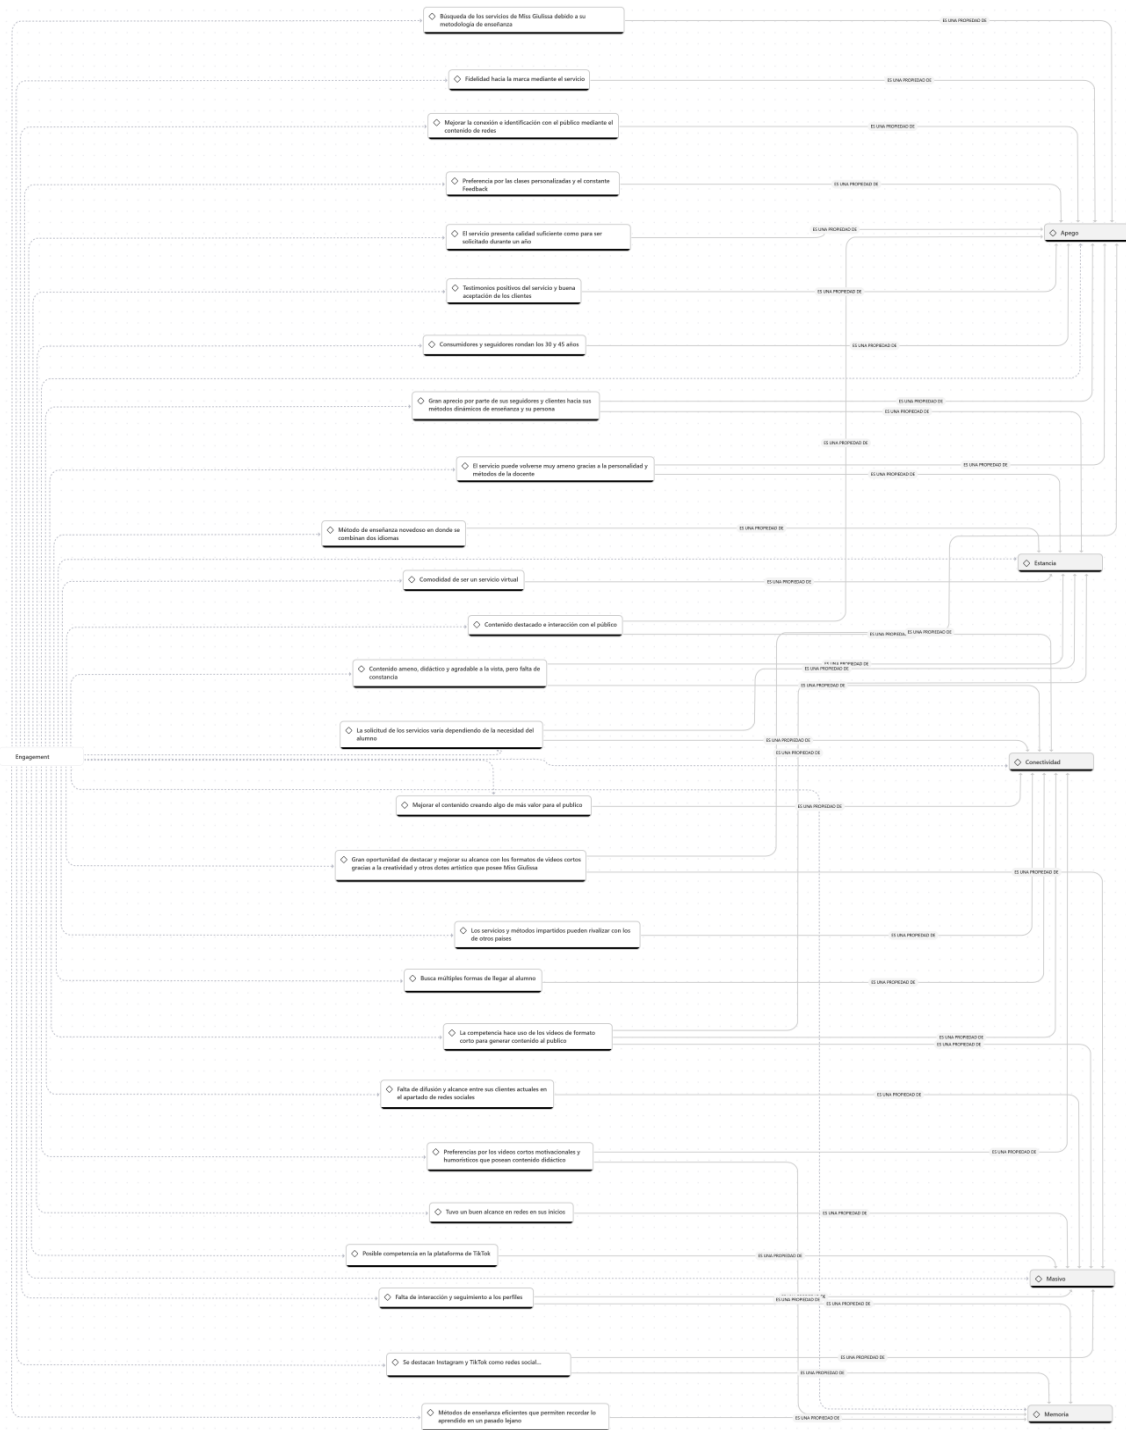 Búsqueda de los servicios de Miss Giulissa debido a su
metodología de enseñanza
ES UNA PROPIEDAD DE
Fidelidad hacia la marca mediante el servicio
ES UNA PROPIEDAD DE
Mejorar la conexión e identificación con el público mediante el
contenido de redes
ES UNA PROPIEDAD DE
Preferencia por las clases personalizadas y el constante
Feedback
ES UNA PROPIEDAD DE
El servicio presenta calidad suficiente como para ser
solicitado durante un año
ES UNA PROPIEDAD DE
Apego
Testimonios positivos del servicio y buena
aceptación de los clientes
ES UNA PROPIEDAD DE
Consumidores y seguidores rondan los 30 y 45 años
ES UNA PROPIEDAD DE
Gran aprecio por parte de sus seguidores y clientes hacia sus
métodos dinámicos de enseñanza y su persona
ES UNA PROPIEDAD DE
ES UNA PROPIEDAD DE
ES UNA PROPIEDAD DE
El servicio puede volverse muy ameno gracias a la personalidad y
métodos de la docente
ES UNA PROPIEDAD DE
ES UNA PROPIEDAD DE
Método de enseñanza novedoso en donde se
combinan dos idiomas
ES UNA PROPIEDAD DE
Estancia
Comodidad de ser un servicio virtual
ES UNA PROPIEDAD DE
Contenido destacado e interacción con el público
ES UNA PROPIEDAD
ES UNA PROPIEDAD DE
Contenido ameno, didáctico y agradable a la vista, pero falta de
constancia
ES UNA PROPIEDAD DE
ES UNA PROPIEDAD DE
ES UNA PROPIEDAD DE
La solicitud de los servicios varia dependiendo de la necesidad del
alumno
ES UNA PROPIEDAD DE
ES UNA PROPIEDAD DE
Engagement
Conectividad
Mejorar el contenido creando algo de más valor para el publico
ES UNA PROPIEDAD DE
Gran oportunidad de destacar y mejorar su alcance con los formatos de videos cortos
gracias a la creatividad y otros dotes artístico que posee Miss Giulissa
ES UNA PROPIEDAD DE
Los servicios y métodos impartidos pueden rivalizar con los
de otros países
ES UNA PROPIEDAD DE
Busca múltiples formas de llegar al alumno
ES UNA PROPIEDAD DE
La competencia hace uso de los videos de formato
corto para generar contenido al publico
ES UNA PROPIEDAD DE
ES UNA PROPIEDAD DE
Falta de difusión y alcance entre sus clientes actuales en
el apartado de redes sociales
ES UNA PROPIEDAD DE
Preferencias por los videos cortos motivacionales y
humorísticos que posean contenido didáctico
ES UNA PROPIEDAD DE
Tuvo un buen alcance en redes en sus inicios
ES UNA PROPIEDAD DE
Posible competencia en la plataforma de TikTok
ES UNA PROPIEDAD DE
Masivo
Falta de interacción y seguimiento a los perfiles
ES UNA PROPIEDAD DE
ES UNA PROPIEDAD DE
Se destacan Instagram y TikTok como redes social...
ES UNA PROPIEDAD DE
ES UNA PROPIEDAD DE
Métodos de enseñanza eficientes que permiten recordar lo
aprendido en un pasado lejano
ES UNA PROPIEDAD DE
Memoria